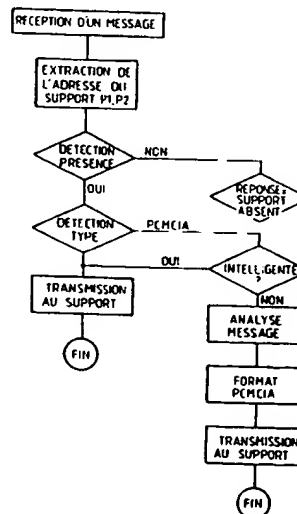 RECEPTION D'UN MESSAGE
EXTRACTION DE
L'ADRESSE DU
SUPPORT P1,P2
DETECTION
PRESENCE
NON
OUI
REPONSE:
SUPPORT
ABSENT
DETECTION
TYPE
PCMCIA
OUI
INTELLIGENTE
?
TRANSMISSION
AU SUPPORT
NON
FIN
ANALYSE
MESSAGE
FORMAT
PCMCIA
TRANSMISSION
AU SUPPORT
FIN